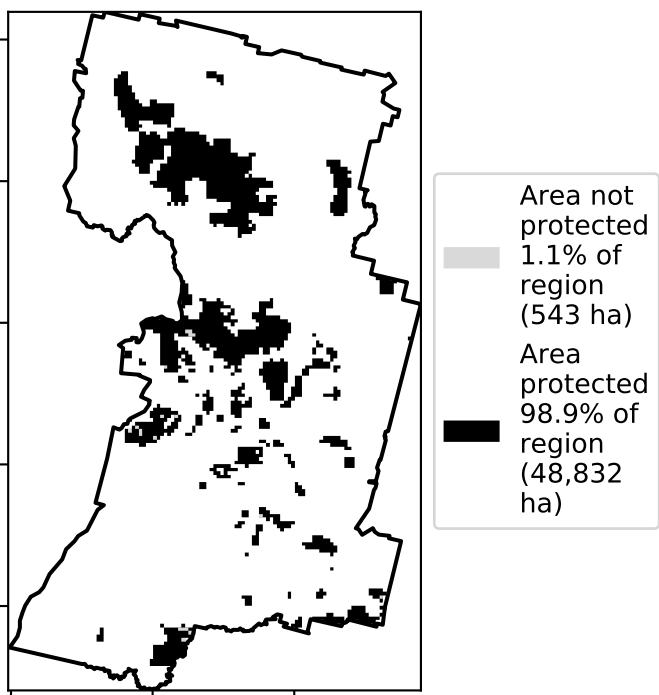 Area not
protected
1.1% of
region
(543 ha)
Area
protected
98.9% of
region
(48,832
ha)